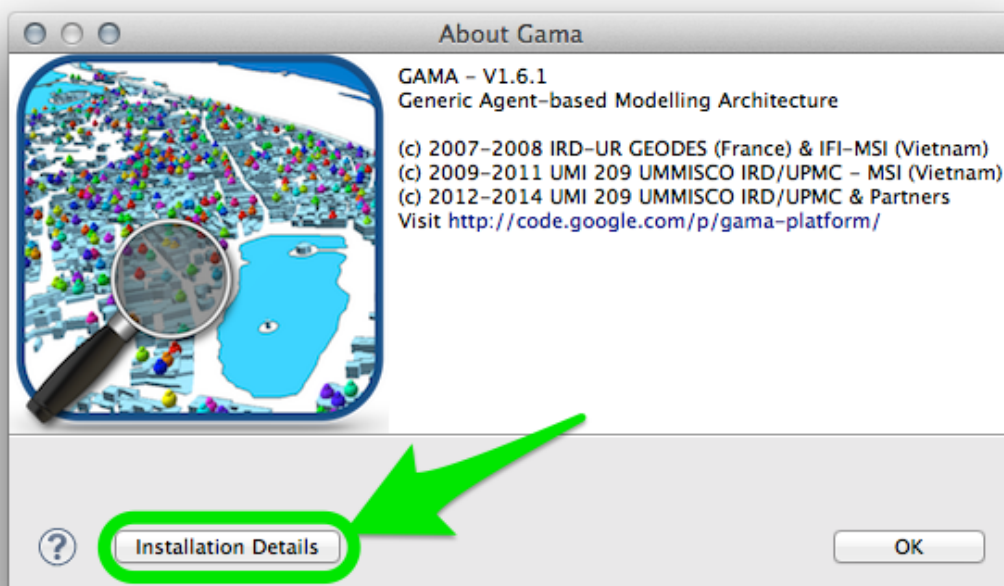 About Gama
GAMA - V1.6.1
Generic Agent-based Modelling Architecture
(c) 2007-2008 IRD-UR GEODES (France) & IFI-MSI (Vietnam)
(c) 2009-2011 UMI 209 UMMISCO IRD/UPMC - MSI (Vietnam)
(c) 2012-2014 UMI 209 UMMISCO IRD/UPMC & Partners
Visit http://code.google.com/p/gama-platform/
?
Installation Details
OK